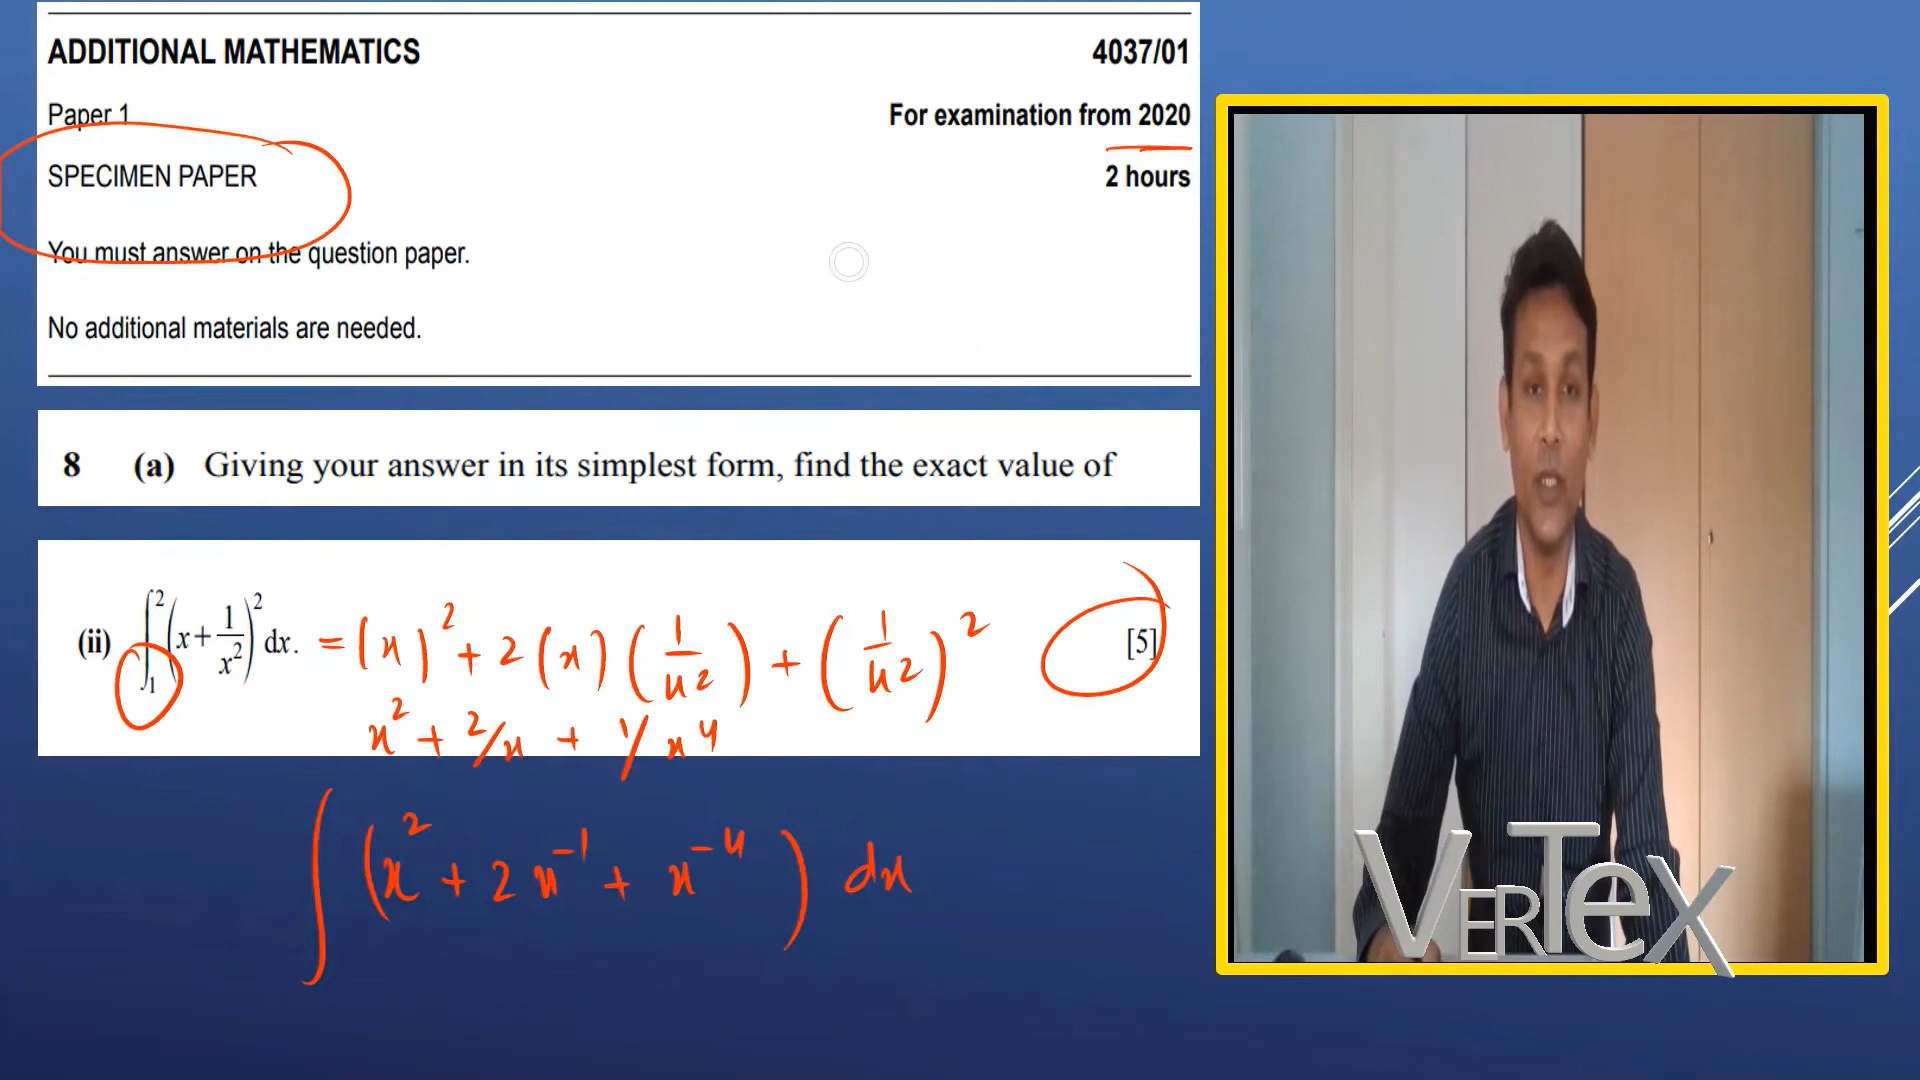 ADDITIONAL MATHEMATICS 4037/01
Paper 1 For examination from 2020
SPECIMEN PAPER 2 hours
You must answer on the question paper.
No additional materials are needed.
8 (a) Giving your answer in its simplest form, find the exact value of
(ii) ∫₁² (x + 1/x²)² dx. = (x)² + 2(x)(1/x²) + (1/x²)² [5]
x² + 2/x + 1/x⁴
∫ (x² + 2x⁻¹ + x⁻⁴) dx
VERTeX